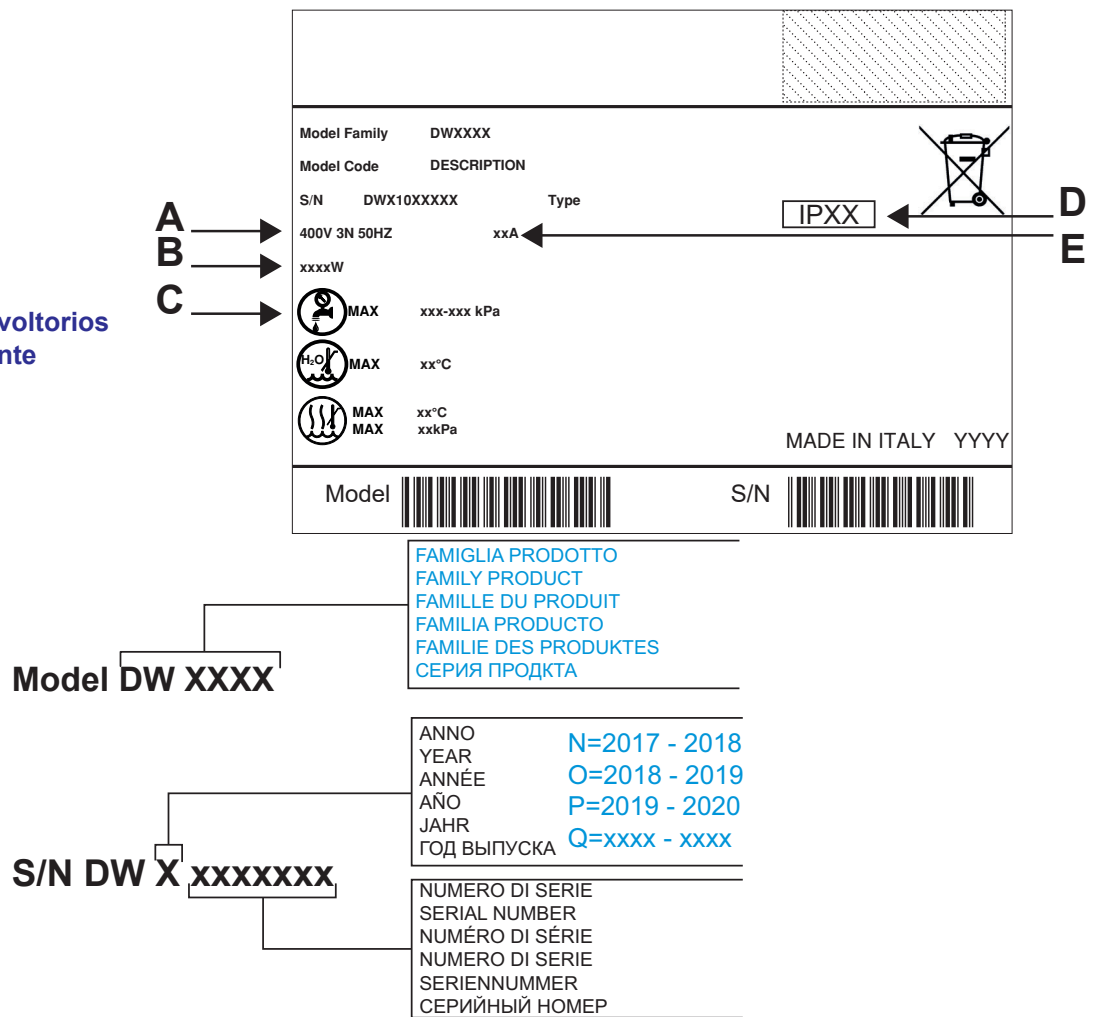 Model Family DWXXXX
Model Code DESCRIPTION
S/N DWX10XXXXX Type
IPXX
D
A
400V 3N 50HZ xxA
E
B
xxxxW
C
MAX xxx-xxx kPa
voltorios
nte
H₂O MAX xx°C
MAX xx°C
MAX xxkPa
MADE IN ITALY YYYY
Model S/N
FAMIGLIA PRODOTTO
FAMILY PRODUCT
FAMILLE DU PRODUIT
FAMILIA PRODUCTO
FAMILIE DES PRODUKTES
СЕРИЯ ПРОДКТА
Model DW XXXX
ANNO
YEAR
ANNÉE
AÑO
JAHR
ГОД ВЫПУСКА
N=2017 - 2018
O=2018 - 2019
P=2019 - 2020
Q=xxxx - xxxx
S/N DW X xxxxxxx
NUMERO DI SERIE
SERIAL NUMBER
NUMÉRO DI SÉRIE
NUMERO DI SERIE
SERIENNUMMER
СЕРИЙНЫЙ НОМЕР